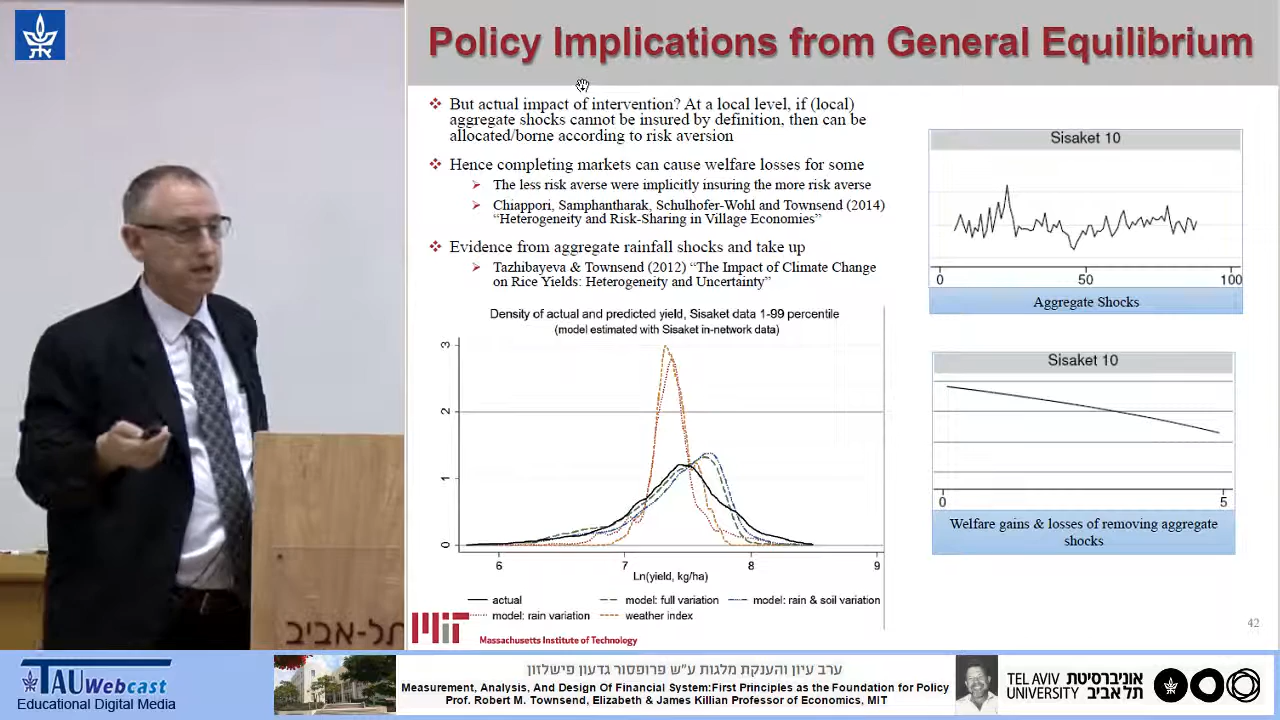 Policy Implications from General Equilibrium
But actual impact of intervention? At a local level, if (local)
aggregate shocks cannot be insured by definition, then can be
allocated/borne according to risk aversion
Hence completing markets can cause welfare losses for some
The less risk averse were implicitly insuring the more risk averse
Chiappori, Samphantharak, Schulhofer-Wohl and Townsend (2014)
“Heterogeneity and Risk-Sharing in Village Economies”
Evidence from aggregate rainfall shocks and take up
Tazhibayeva & Townsend (2012) “The Impact of Climate Change
on Rice Yields: Heterogeneity and Uncertainty”
Density of actual and predicted yield, Sisaket data 1-99 percentile
(model estimated with Sisaket in-network data)
3
2
1
0
6 7 8 9
Ln(yield, kg/ha)
actual model: full variation model: rain & soil variation
model: rain variation weather index
Sisaket 10
0 50 100
Aggregate Shocks
Sisaket 10
0 5
Welfare gains & losses of removing aggregate
shocks
42
MIT
Massachusetts Institute of Technology
תל-אביב
TAU Webcast
Educational Digital Media
ערב עיון והענקת מלגות ע"ש פרופסור גדעון פישלזון
Measurement, Analysis, And Design Of Financial System:First Principles as the Foundation for Policy
Prof. Robert M. Townsend, Elizabeth & James Killian Professor of Economics, MIT
TEL AVIV אוניברסיטת
UNIVERSITY תל אביב